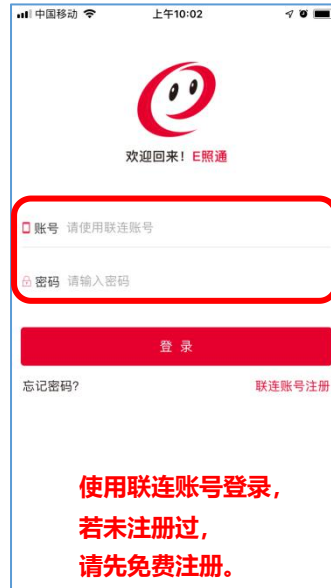 中国移动 上午10:02
欢迎回来！E照通
账号 请使用联连账号
密码 请输入密码
登 录
忘记密码? 联连账号注册
使用联连账号登录，
若未注册过，
请先免费注册。